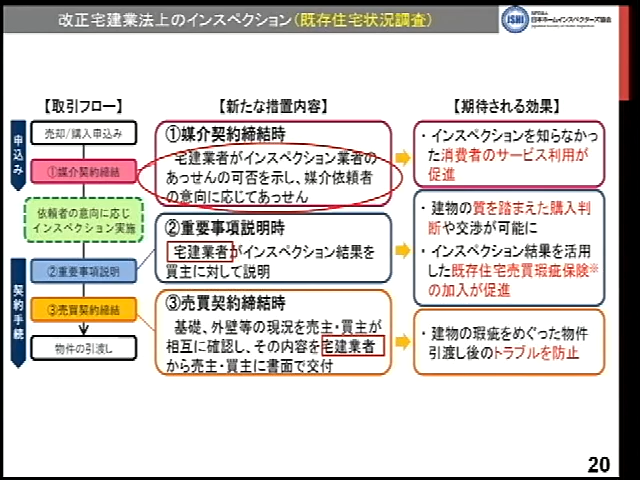 改正宅建業法上のインスペクション（既存住宅状況調査）
JSHI
日本ホームインスペクターズ協会
【取引フロー】
【新たな措置内容】
【期待される効果】
申込み
売却/購入申込み
①媒介契約締結
依頼者の意向に応じ
インスペクション実施
契約手続
②重要事項説明
③売買契約締結
物件の引渡し
①媒介契約締結時
宅建業者がインスペクション業者の
あっせんの可否を示し、媒介依頼者
の意向に応じてあっせん
②重要事項説明時
宅建業者がインスペクション結果を
買主に対して説明
③売買契約締結時
基礎、外壁等の現況を売主・買主が
相互に確認し、その内容を宅建業者
から売主・買主に書面で交付
・インスペクションを知らなかっ
た消費者のサービス利用が
促進
・建物の質を踏まえた購入判
断や交渉が可能に
・インスペクション結果を活用
した既存住宅売買瑕疵保険※
の加入が促進
・建物の瑕疵をめぐった物件
引渡し後のトラブルを防止
20